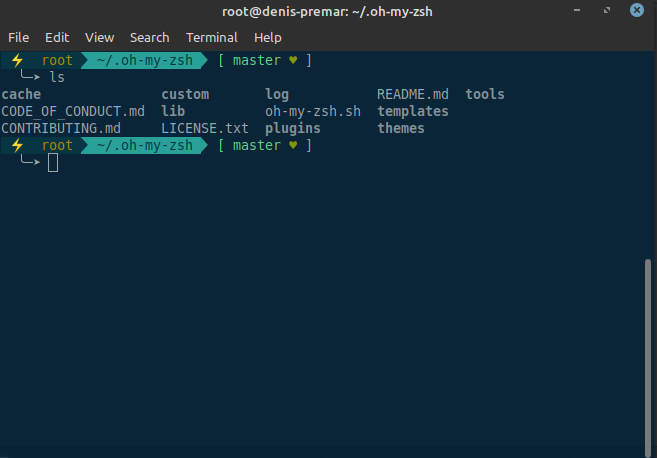 root@denis-premar: ~/.oh-my-zsh
File Edit View Search Terminal Help
⚡ root ~/.oh-my-zsh [ master ♥ ]
╰─➤ ls
cache custom log README.md tools
CODE_OF_CONDUCT.md lib oh-my-zsh.sh templates
CONTRIBUTING.md LICENSE.txt plugins themes
⚡ root ~/.oh-my-zsh [ master ♥ ]
╰─➤